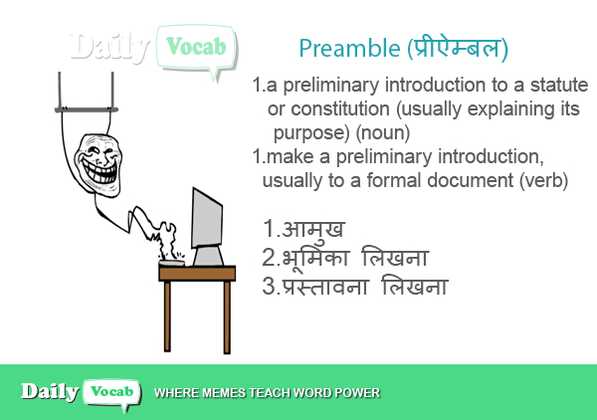 Daily Vocab
Preamble (प्रीऐम्बल)
1.a preliminary introduction to a statute
or constitution (usually explaining its
purpose) (noun)
1.make a preliminary introduction,
usually to a formal document (verb)
1.आमुख
2.भूमिका लिखना
3.प्रस्तावना लिखना
Daily Vocab WHERE MEMES TEACH WORD POWER